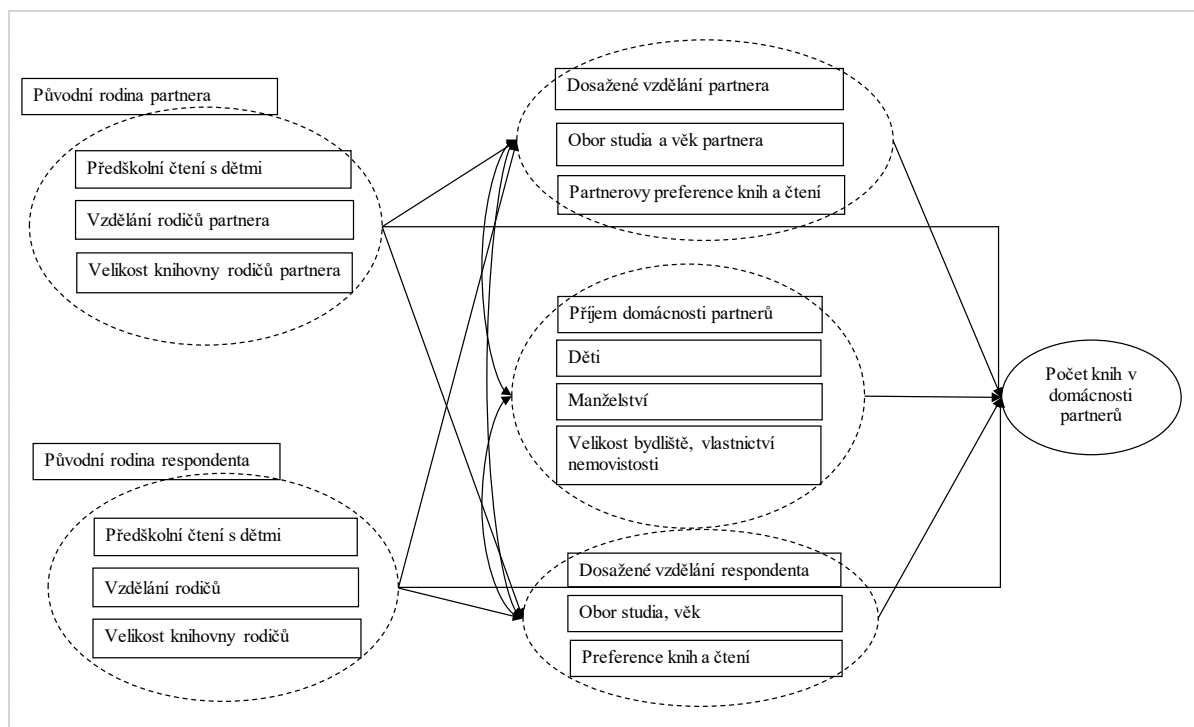 Původní rodina partnera
Předškolní čtení s dětmi
Vzdělání rodičů partnera
Velikost knihovny rodičů partnera
Původní rodina respondenta
Předškolní čtení s dětmi
Vzdělání rodičů
Velikost knihovny rodičů
Dosažené vzdělání partnera
Obor studia a věk partnera
Partnerovy preference knih a čtení
Příjem domácnosti partnerů
Děti
Manželství
Velikost bydliště, vlastnictví
nemovistosti
Dosažené vzdělání respondenta
Obor studia, věk
Preference knih a čtení
Počet knih v
domácnosti
partnerů